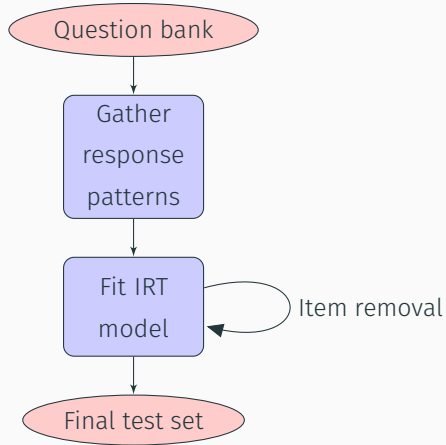 Question bank
Gather
response
patterns
Fit IRT
model
Item removal
Final test set